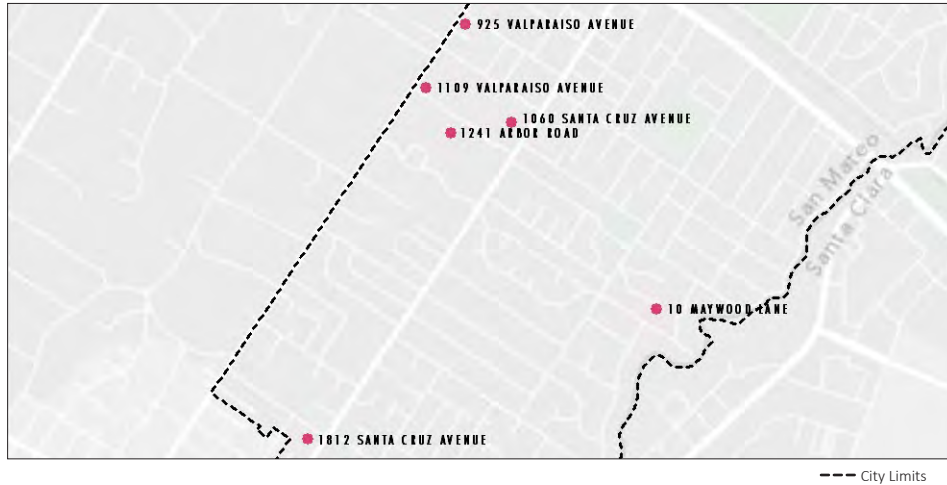 925 VALPARAISO AVENUE
1109 VALPARAISO AVENUE
1060 SANTA CRUZ AVENUE
1241 ARBOR ROAD
San Mateo
Santa Clara
10 MAYWOOD LANE
1812 SANTA CRUZ AVENUE
City Limits